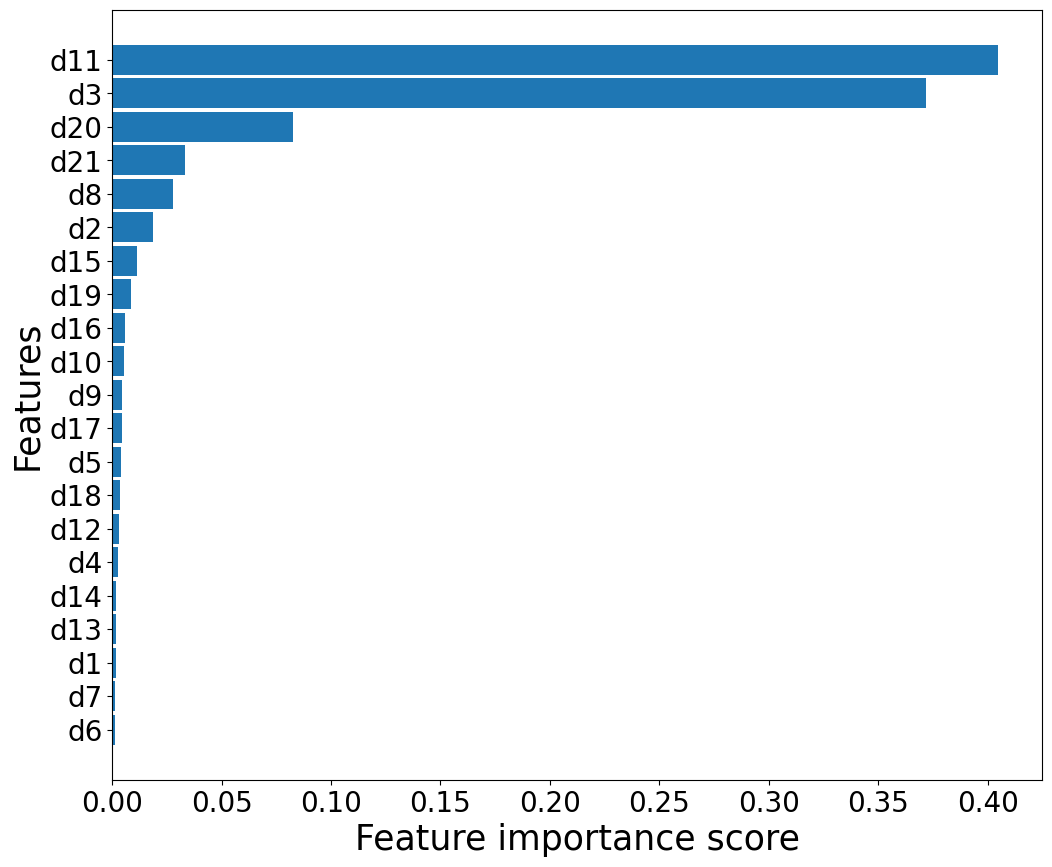 d11
d3
d20
d21
d8
d2
d15
d19
d16
d10
d9
d17
d5
d18
d12
d4
d14
d13
d1
d7
d6
Features
0.00 0.05 0.10 0.15 0.20 0.25 0.30 0.35 0.40
Feature importance score